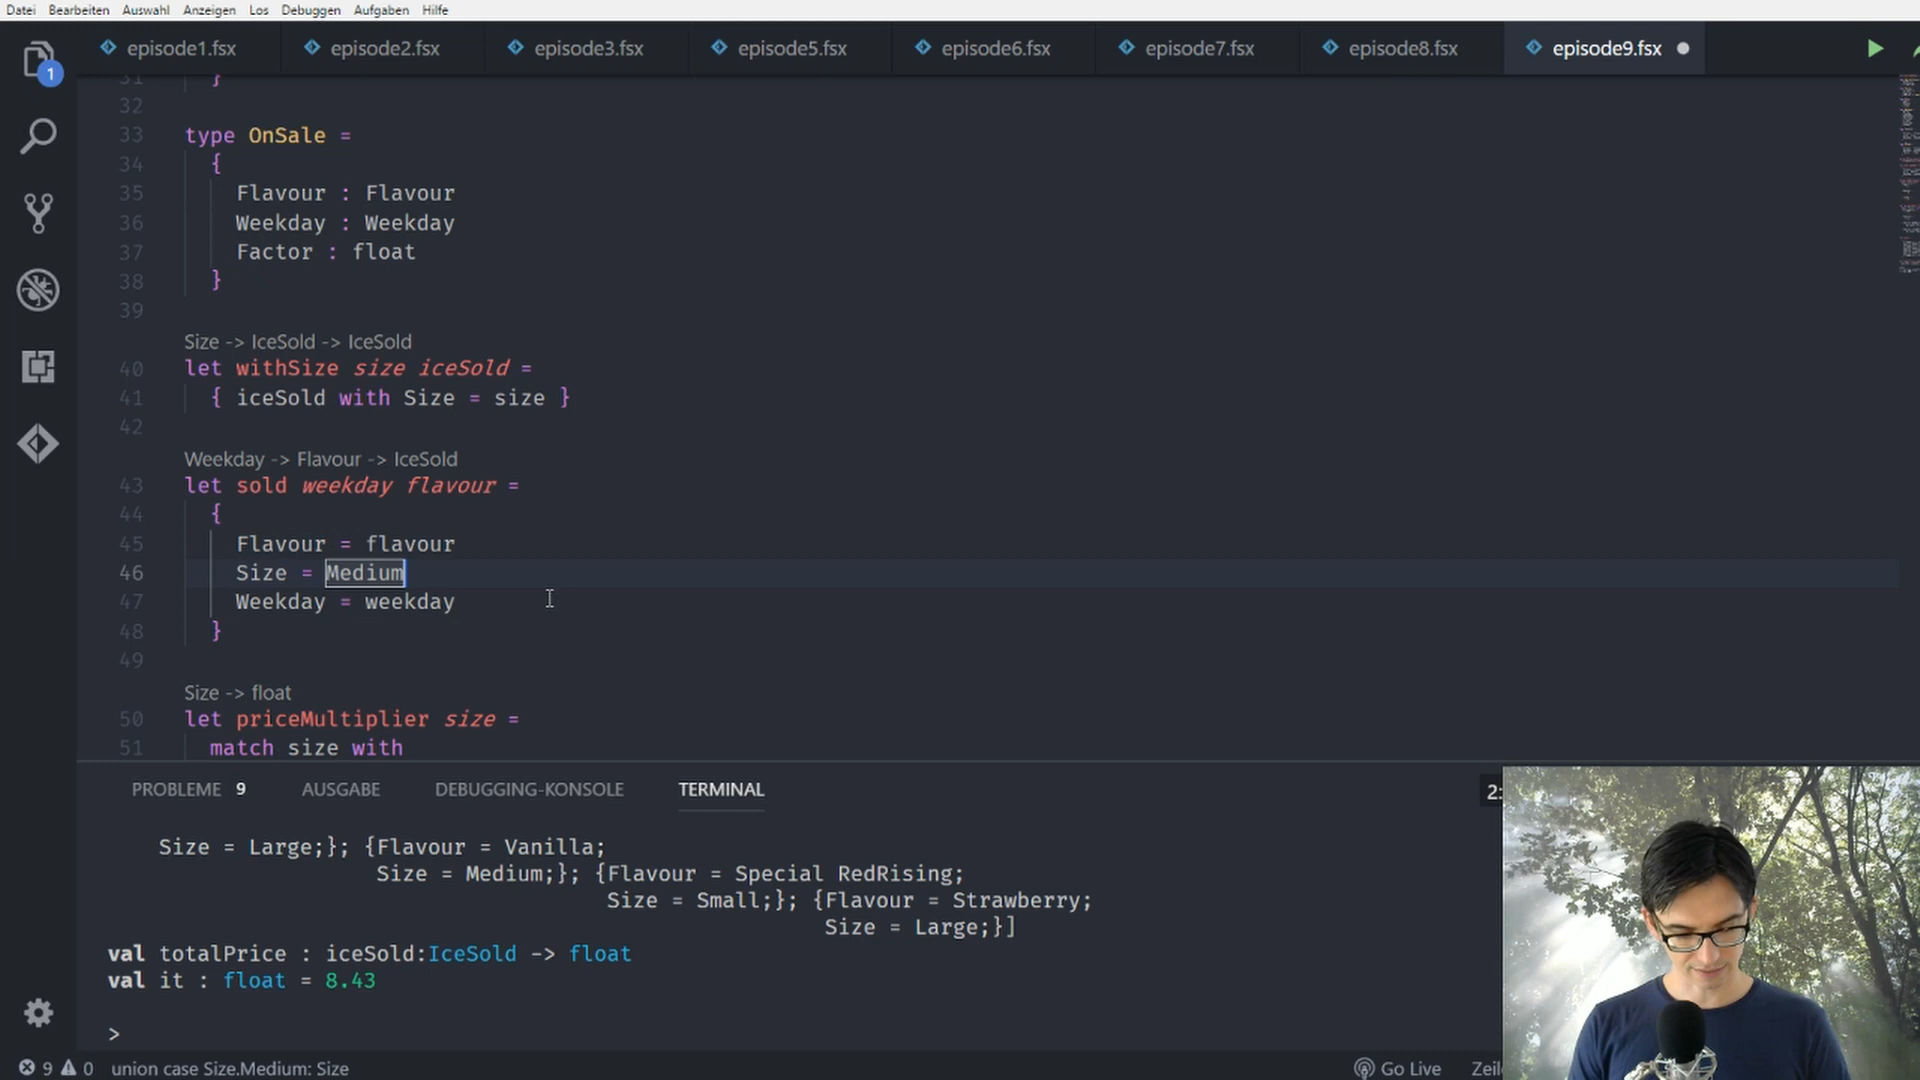 Datei Bearbeiten Auswahl Anzeigen Los Debuggen Aufgaben Hilfe
episode1.fsx episode2.fsx episode3.fsx episode5.fsx episode6.fsx episode7.fsx episode8.fsx episode9.fsx
1
31 }
32
33 type OnSale =
34 {
35 Flavour : Flavour
36 Weekday : Weekday
37 Factor : float
38 }
39
Size -> IceSold -> IceSold
40 let withSize size iceSold =
41 { iceSold with Size = size }
42
Weekday -> Flavour -> IceSold
43 let sold weekday flavour =
44 {
45 Flavour = flavour
46 Size = Medium
47 Weekday = weekday
48 }
49
Size -> float
50 let priceMultiplier size =
51 match size with
PROBLEME 9 AUSGABE DEBUGGING-KONSOLE TERMINAL 2:
Size = Large;}; {Flavour = Vanilla;
Size = Medium;}; {Flavour = Special RedRising;
Size = Small;}; {Flavour = Strawberry;
Size = Large;}]
val totalPrice : iceSold:IceSold -> float
val it : float = 8.43
>
9 0 union case Size.Medium: Size Go Live